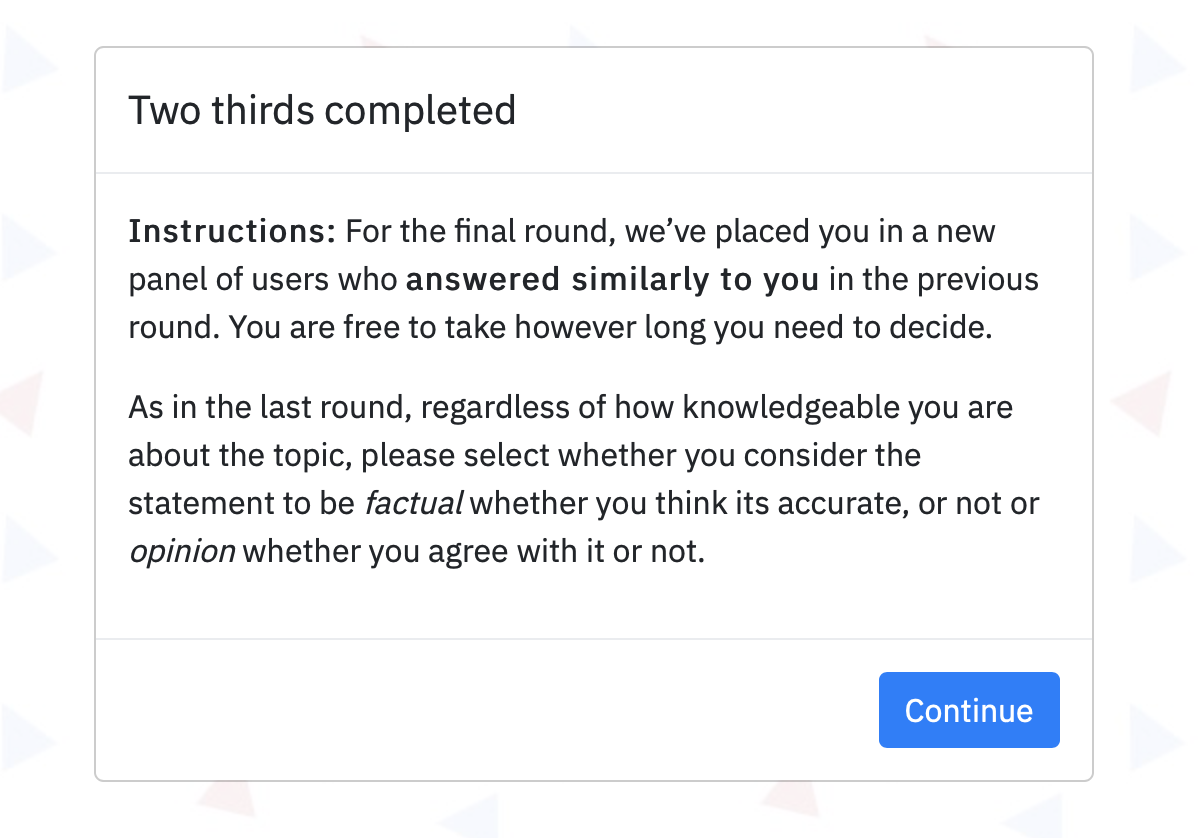 Two thirds completed
Instructions: For the final round, we’ve placed you in a new
panel of users who answered similarly to you in the previous
round. You are free to take however long you need to decide.
As in the last round, regardless of how knowledgeable you are
about the topic, please select whether you consider the
statement to be factual whether you think its accurate, or not or
opinion whether you agree with it or not.
Continue